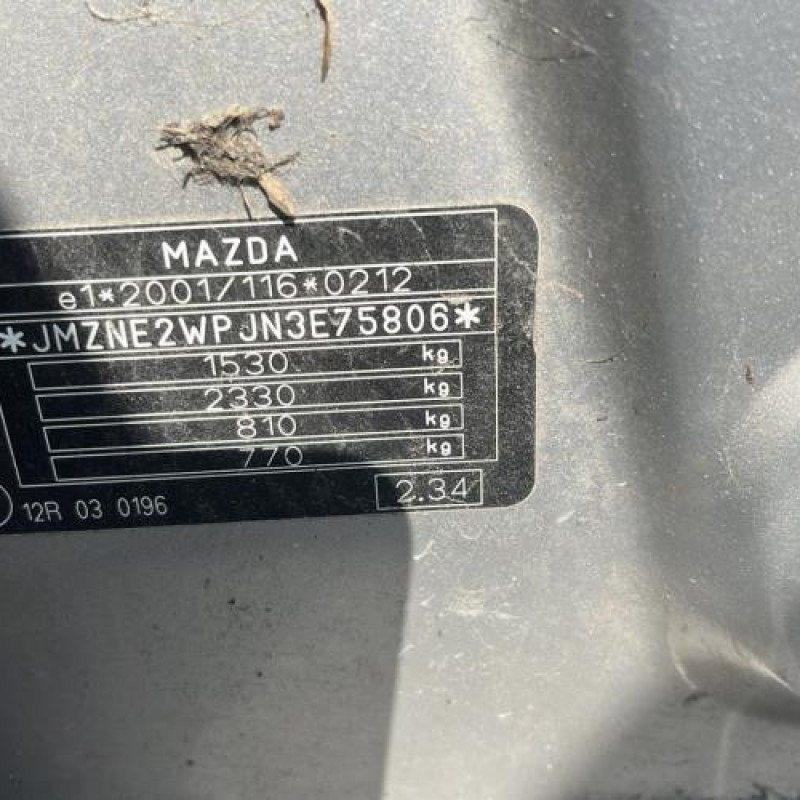 MAZDA
e1*2001/116*0212
*JMZNE2WPJN3E75806*
1530 kg
2330 kg
810 kg
770 kg
2.34
12R 03 0196